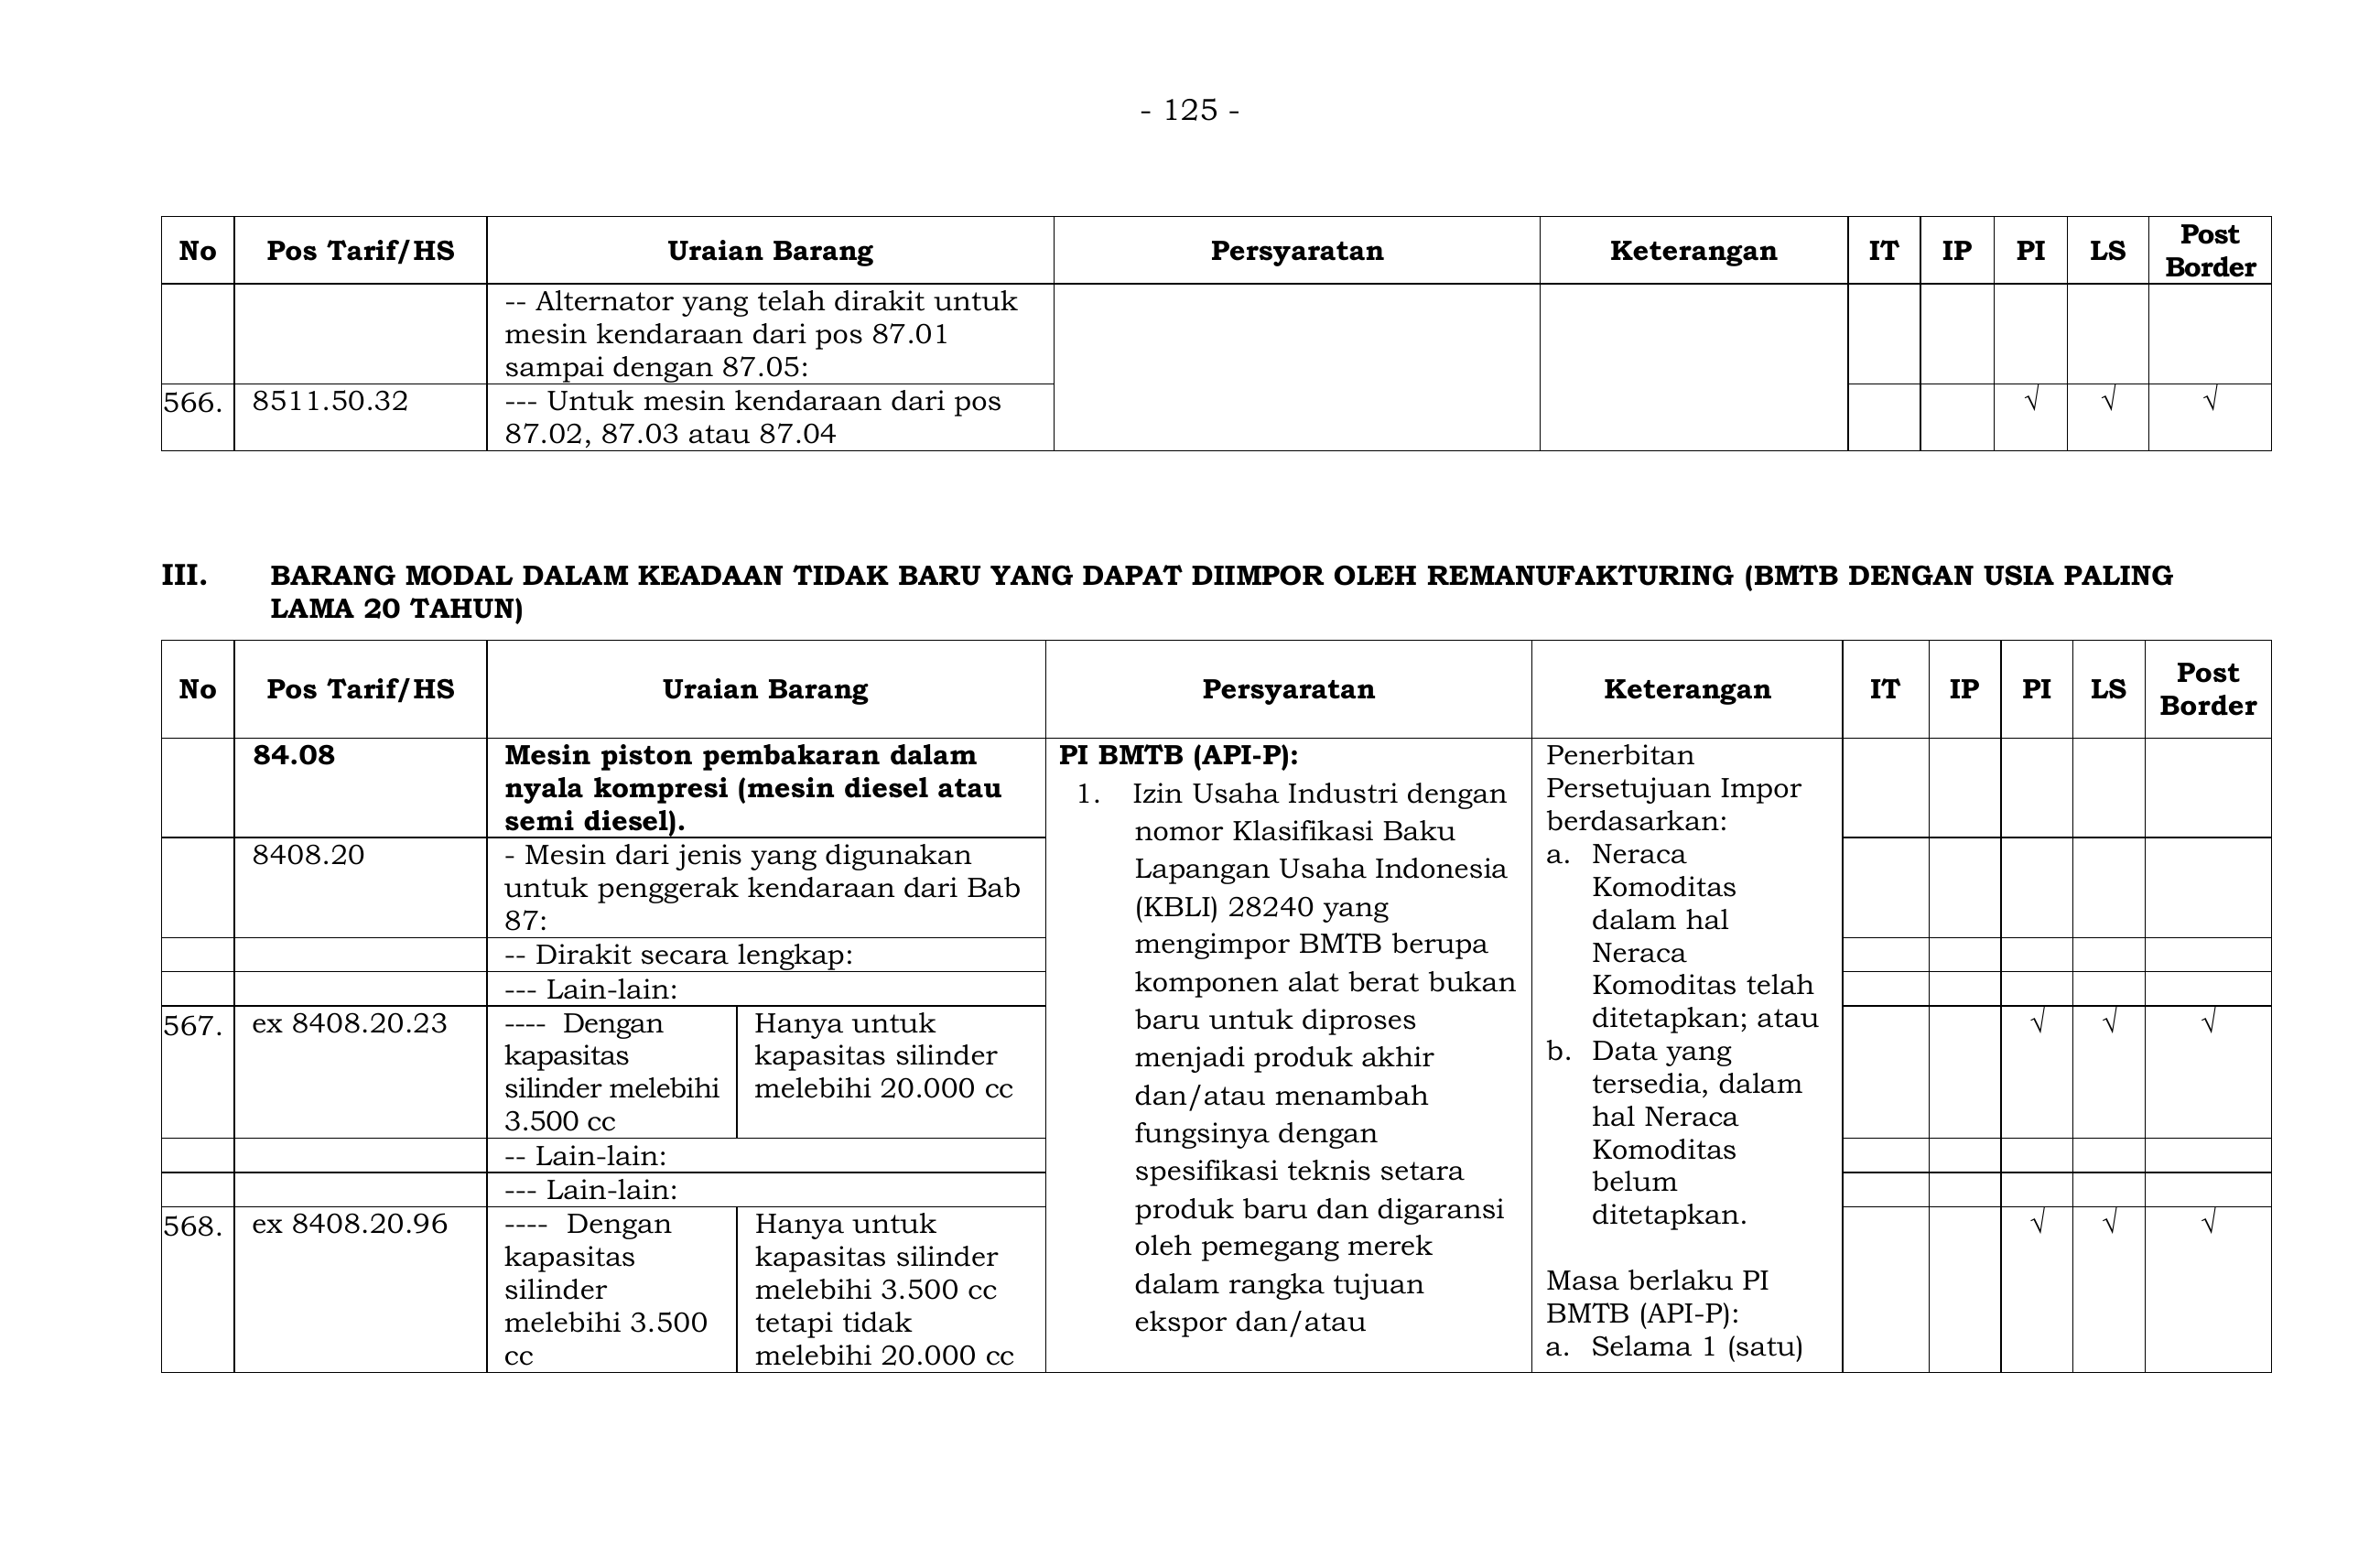 - 125 -
No Pos Tarif/HS Uraian Barang Persyaratan Keterangan IT IP PI LS Post Border
-- Alternator yang telah dirakit untuk
mesin kendaraan dari pos 87.01
sampai dengan 87.05:
566. 8511.50.32 --- Untuk mesin kendaraan dari pos √ √ √
87.02, 87.03 atau 87.04
III. BARANG MODAL DALAM KEADAAN TIDAK BARU YANG DAPAT DIIMPOR OLEH REMANUFAKTURING (BMTB DENGAN USIA PALING
LAMA 20 TAHUN)
No Pos Tarif/HS Uraian Barang Persyaratan Keterangan IT IP PI LS Post Border
84.08 Mesin piston pembakaran dalam
nyala kompresi (mesin diesel atau
semi diesel).
8408.20 - Mesin dari jenis yang digunakan
untuk penggerak kendaraan dari Bab
87:
-- Dirakit secara lengkap:
--- Lain-lain:
567. ex 8408.20.23 ---- Dengan
kapasitas
silinder melebihi
3.500 cc
Hanya untuk
kapasitas silinder
melebihi 20.000 cc
√ √ √
-- Lain-lain:
--- Lain-lain:
568. ex 8408.20.96 ---- Dengan
kapasitas
silinder
melebihi 3.500
cc
Hanya untuk
kapasitas silinder
melebihi 3.500 cc
tetapi tidak
melebihi 20.000 cc
√ √ √
PI BMTB (API-P):
1. Izin Usaha Industri dengan
nomor Klasifikasi Baku
Lapangan Usaha Indonesia
(KBLI) 28240 yang
mengimpor BMTB berupa
komponen alat berat bukan
baru untuk diproses
menjadi produk akhir
dan/atau menambah
fungsinya dengan
spesifikasi teknis setara
produk baru dan digaransi
oleh pemegang merek
dalam rangka tujuan
ekspor dan/atau
Penerbitan
Persetujuan Impor
berdasarkan:
a. Neraca
Komoditas
dalam hal
Neraca
Komoditas telah
ditetapkan; atau
b. Data yang
tersedia, dalam
hal Neraca
Komoditas
belum
ditetapkan.
Masa berlaku PI
BMTB (API-P):
a. Selama 1 (satu)